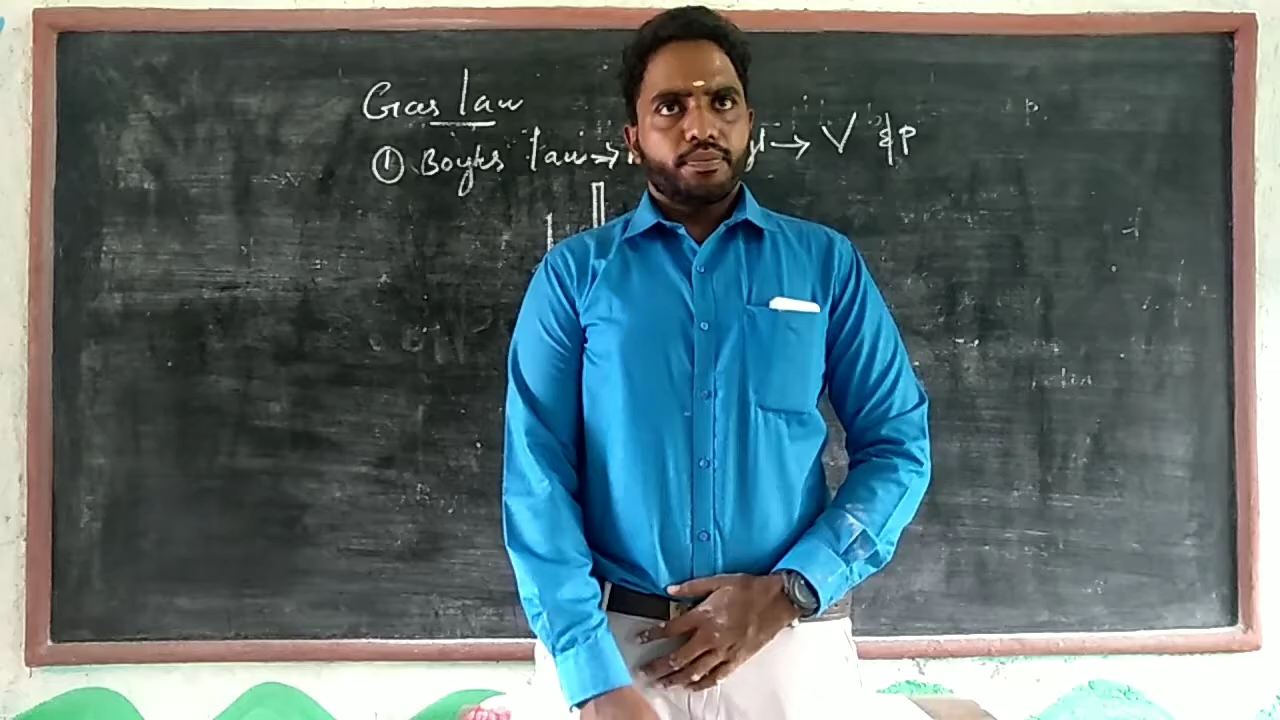 Gas law
① Boyles law → → V & P